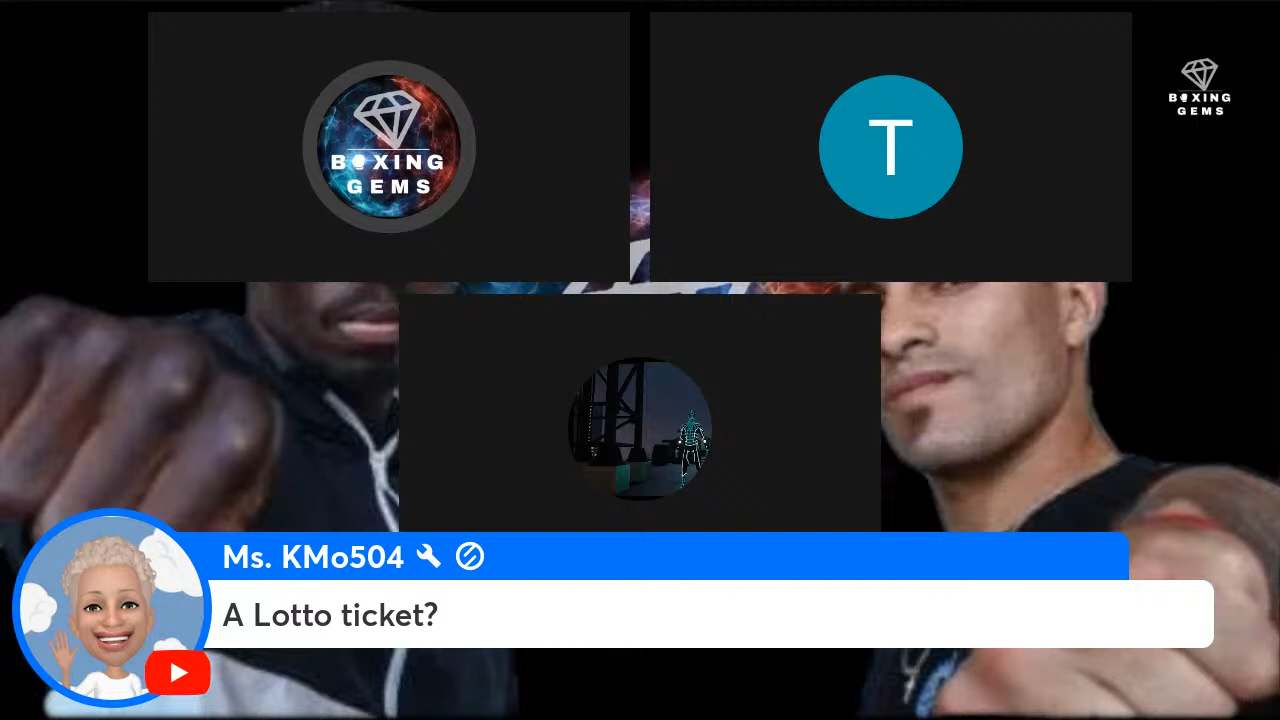 BOXING
GEMS
T
BOXING
GEMS
Ms. KMo504
A Lotto ticket?